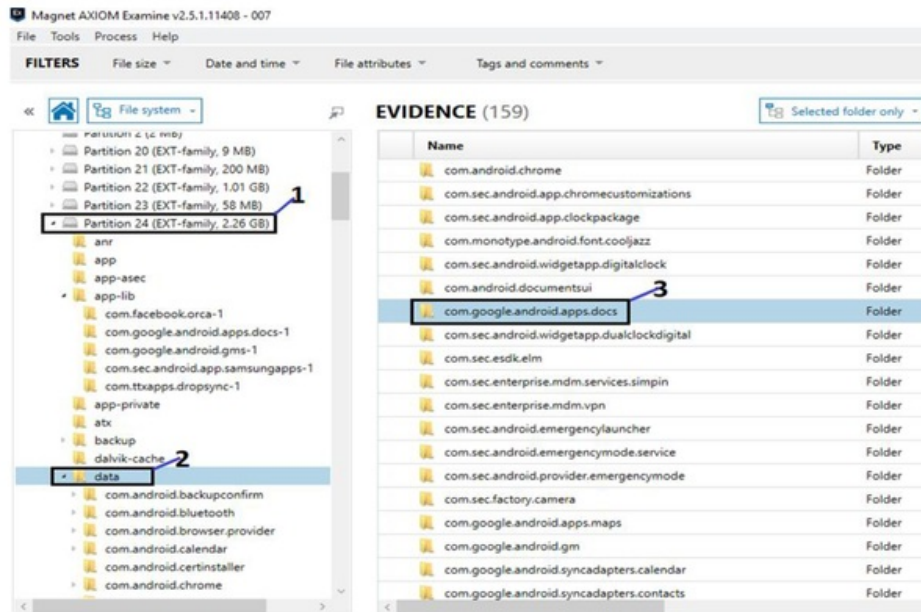 Magnet AXIOM Examine v2.5.1.11408 - 007
File Tools Process Help
FILTERS File size Date and time File attributes Tags and comments
« File system
Partition 2 (2 MB)
Partition 20 (EXT-family, 9 MB)
Partition 21 (EXT-family, 200 MB)
Partition 22 (EXT-family, 1.01 GB)
Partition 23 (EXT-family, 58 MB)
1
Partition 24 (EXT-family, 2.26 GB)
anr
app
app-asec
app-lib
com.facebook.orca-1
com.google.android.apps.docs-1
com.google.android.gms-1
com.sec.android.app.samsungapps-1
com.ttxapps.dropsync-1
app-private
atx
backup
dalvik-cache
2
data
com.android.backupconfirm
com.android.bluetooth
com.android.browser.provider
com.android.calendar
com.android.certinstaller
com.android.chrome
EVIDENCE (159) Selected folder only
Name Type
com.android.chrome Folder
com.sec.android.app.chromecustomizations Folder
com.sec.android.app.clockpackage Folder
com.monotype.android.font.cooljazz Folder
com.sec.android.widgetapp.digitalclock Folder
com.android.documentsui Folder
3
com.google.android.apps.docs Folder
com.sec.android.widgetapp.dualclockdigital Folder
com.sec.esdk.elm Folder
com.sec.enterprise.mdm.services.simpin Folder
com.sec.enterprise.mdm.vpn Folder
com.sec.android.emergencylauncher Folder
com.sec.android.emergencymode.service Folder
com.sec.android.provider.emergencymode Folder
com.sec.factory.camera Folder
com.google.android.apps.maps Folder
com.google.android.gm Folder
com.google.android.syncadapters.calendar Folder
com.google.android.syncadapters.contacts Folder